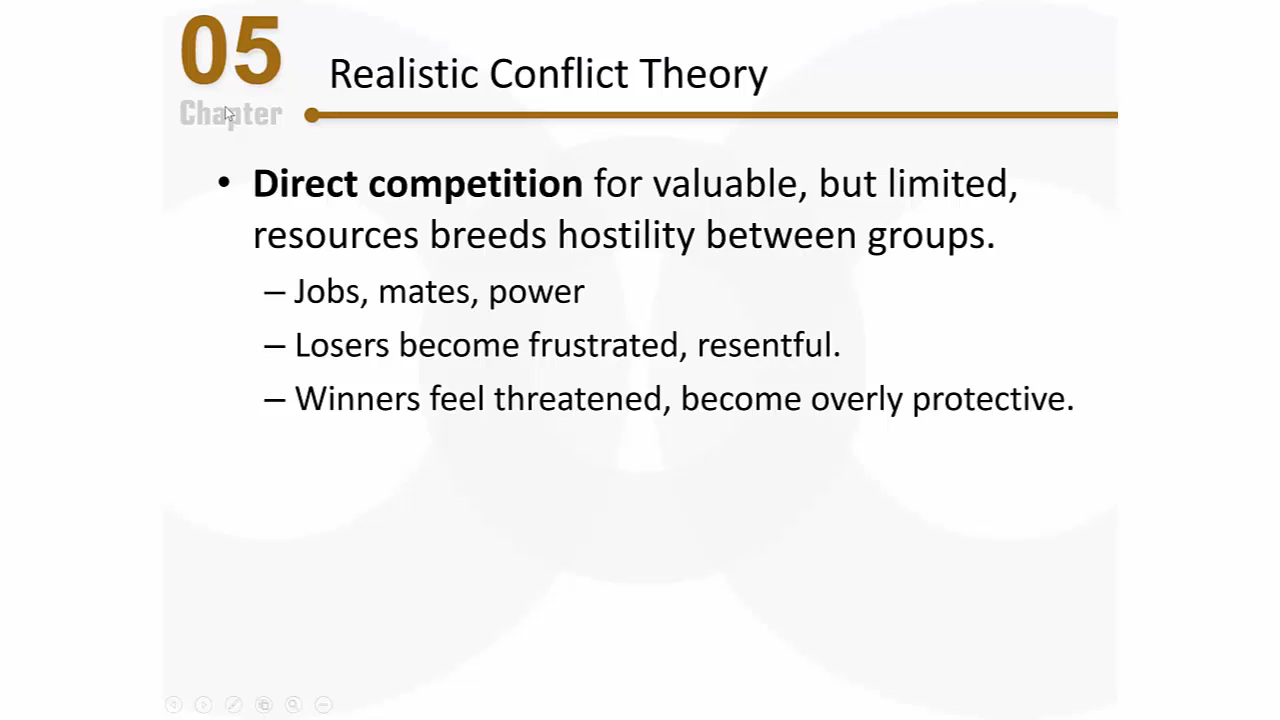 05
Chapter
Realistic Conflict Theory
• Direct competition for valuable, but limited,
resources breeds hostility between groups.
– Jobs, mates, power
– Losers become frustrated, resentful.
– Winners feel threatened, become overly protective.